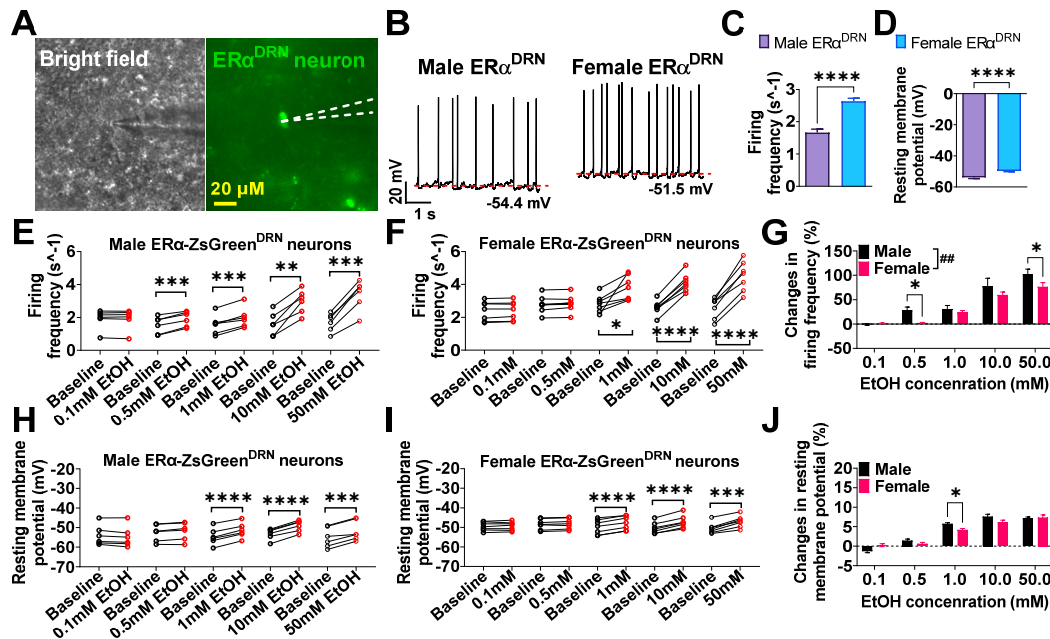 A
Bright field
ERα^DRN neuron
20 µM
B
Male ERα^DRN
Female ERα^DRN
20 mV
1 s
-54.4 mV
-51.5 mV
C
Male ERα^DRN
Firing
frequency (s^-1)
3
2
1
0
****
D
Female ERα^DRN
Resting membrane
potential (mV)
0
-20
-40
-60
****
E
Male ERα-ZsGreen^DRN neurons
Firing
frequency (s^-1)
6
4
2
0
***
***
**
***
Baseline
0.1mM EtOH
Baseline
0.5mM EtOH
Baseline
1mM EtOH
Baseline
10mM EtOH
Baseline
50mM EtOH
F
Female ERα-ZsGreen^DRN neurons
Firing
frequency (s^-1)
6
4
2
0
*
****
****
Baseline
0.1mM
Baseline
0.5mM
Baseline
1mM
Baseline
10mM
Baseline
50mM
G
Changes in
firing frequency (%)
150
100
50
0
-50
Male
Female
##
*
*
0.1 0.5 1.0 10.0 50.0
EtOH concenration (mM)
H
Male ERα-ZsGreen^DRN neurons
Resting membrane
potential (mV)
-20
-30
-40
-50
-60
-70
****
****
***
Baseline
0.1mM EtOH
Baseline
0.5mM EtOH
Baseline
1mM EtOH
Baseline
10mM EtOH
Baseline
50mM EtOH
I
Female ERα-ZsGreen^DRN neurons
Resting membrane
potential (mV)
-20
-30
-40
-50
-60
-70
****
****
***
Baseline
0.1mM
Baseline
0.5mM
Baseline
1mM
Baseline
10mM
Baseline
50mM
J
Changes in resting
membrane potential (%)
20
15
10
5
0
-5
Male
Female
*
0.1 0.5 1.0 10.0 50.0
EtOH concenration (mM)